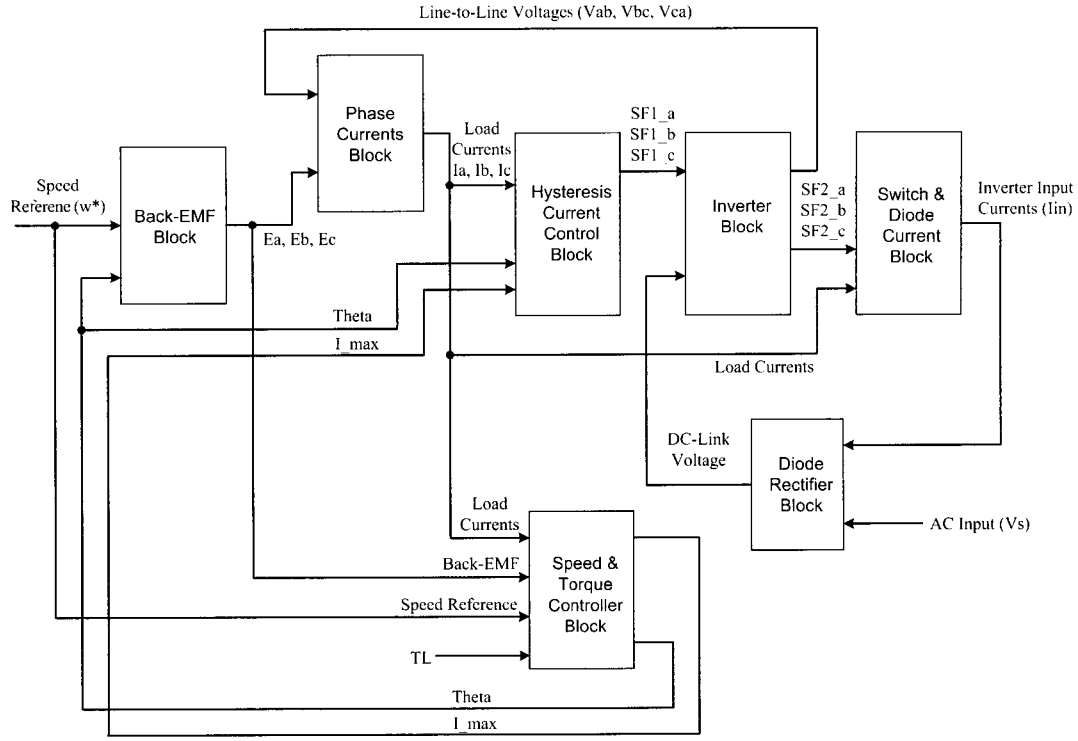 Line-to-Line Voltages (Vab, Vbc, Vca)
Phase
Currents
Block
Load
Currents
Ia, Ib, Ic
SF1_a
SF1_b
SF1_c
Hysteresis
Current
Control
Block
Inverter
Block
SF2_a
SF2_b
SF2_c
Switch &
Diode
Current
Block
Inverter Input
Currents (Iin)
Speed
Referene (w*)
Back-EMF
Block
Ea, Eb, Ec
Theta
I_max
Load Currents
DC-Link
Voltage
Diode
Rectifier
Block
AC Input (Vs)
Load
Currents
Back-EMF
Speed Reference
TL
Speed &
Torque
Controller
Block
Theta
I_max